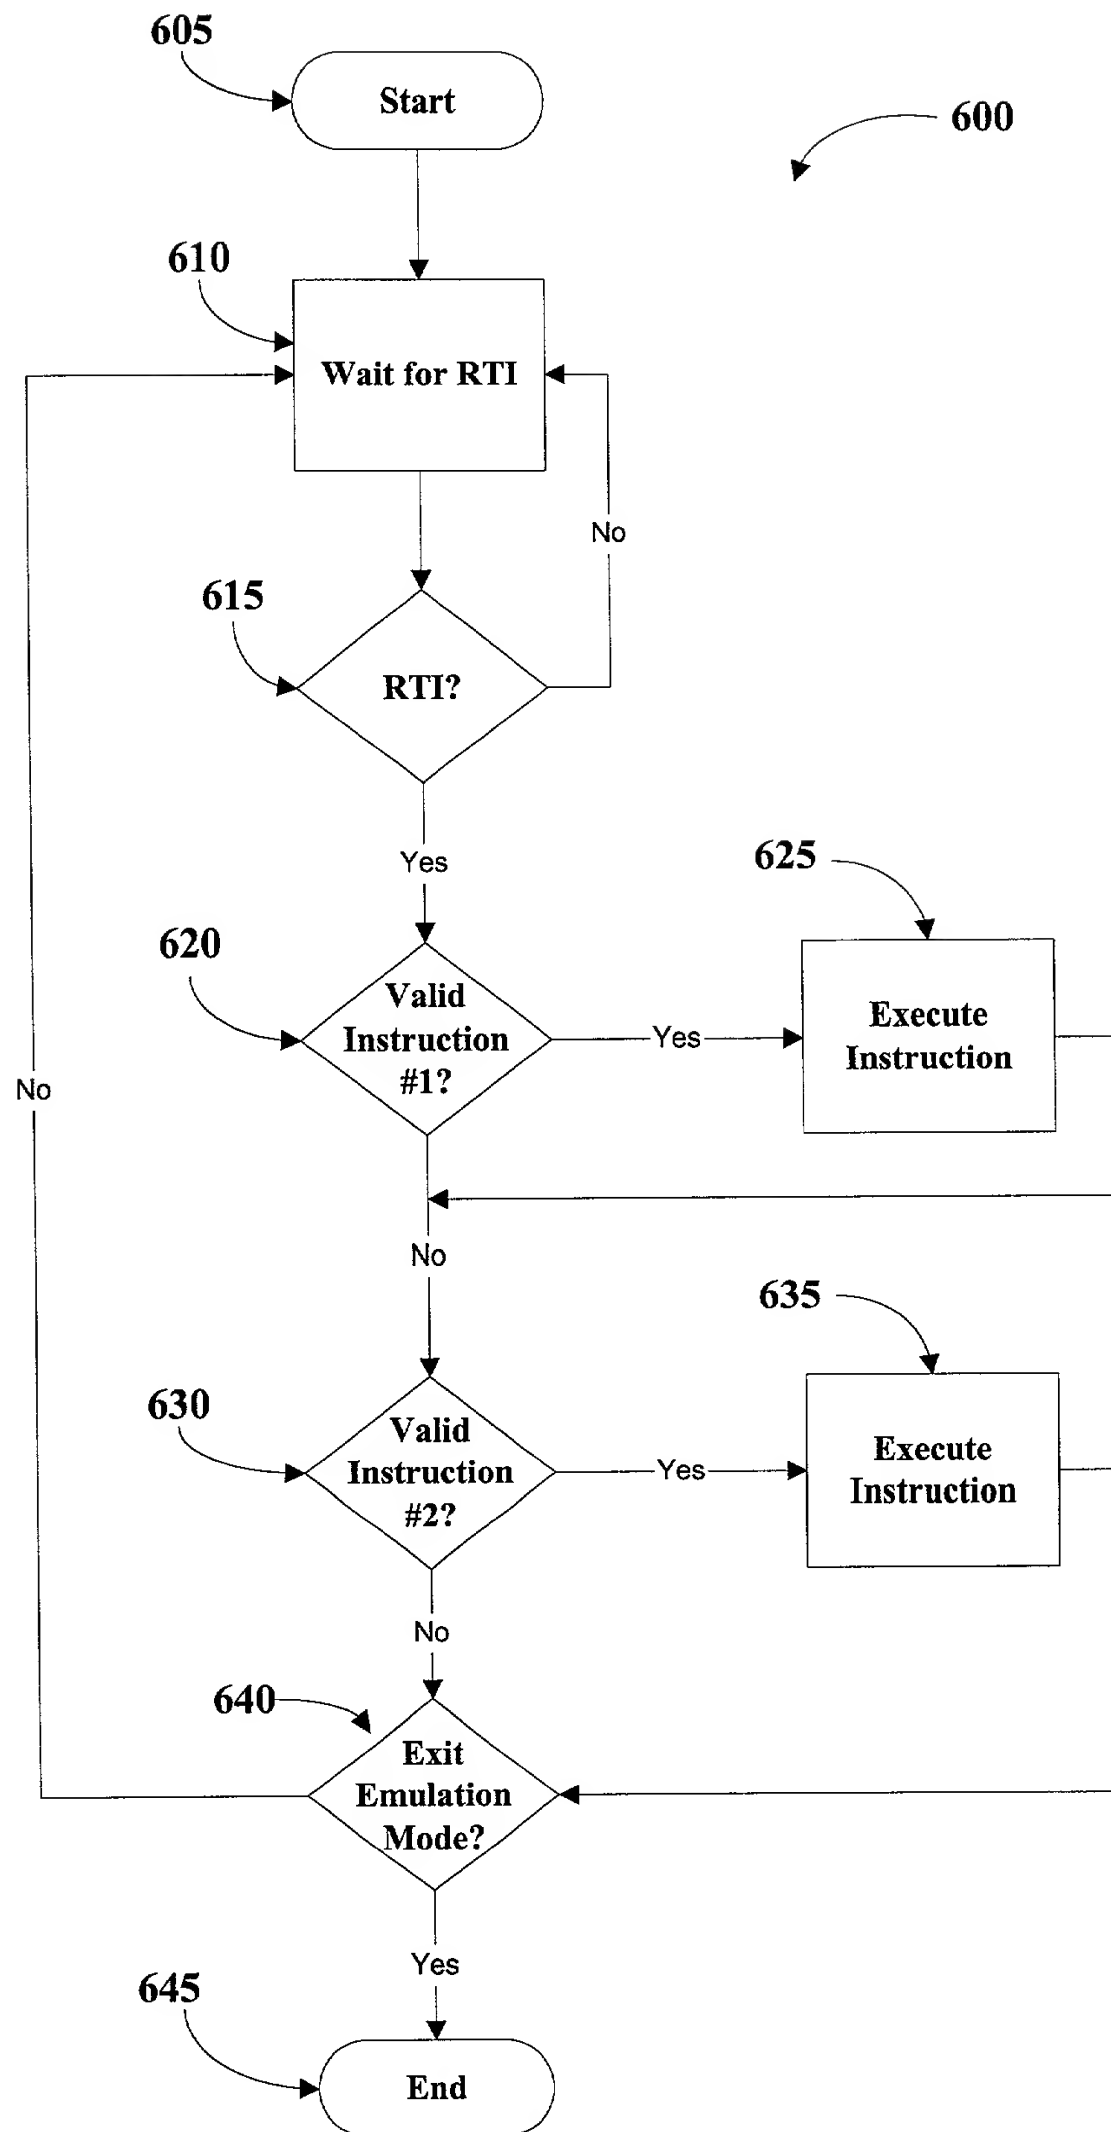 605
Start
600
610
Wait for RTI
No
615
RTI?
Yes
625
620
Valid
Instruction
#1?
Yes
Execute
Instruction
No
No
635
630
Valid
Instruction
#2?
Yes
Execute
Instruction
No
640
Exit
Emulation
Mode?
Yes
645
End